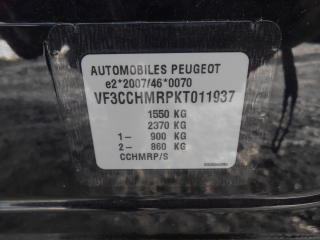 AUTOMOBILES PEUGEOT
e2*2007/46*0070
VF3CCHMRPKT011937
1550 KG
2370 KG
1- 900 KG
2- 860 KG
CCHMRP/S